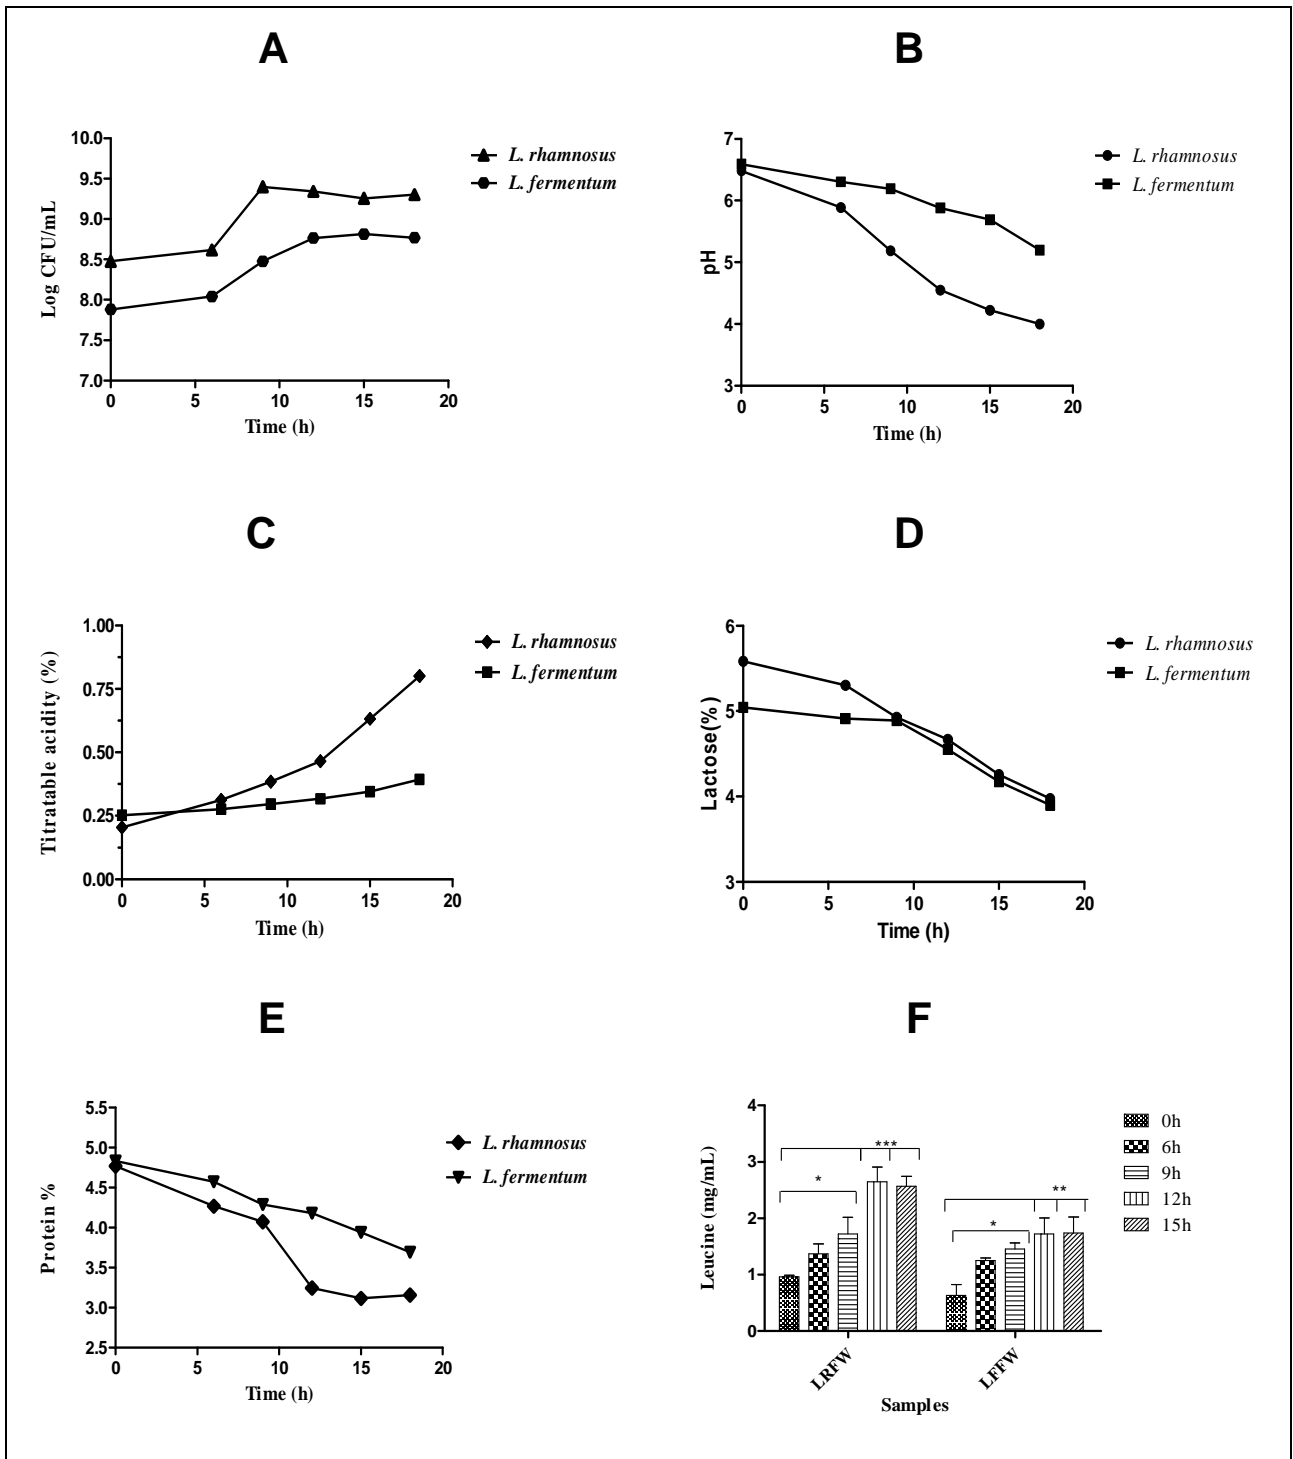 A
10.0
9.5
9.0
8.5
8.0
7.5
7.0
0 5 10 15 20
Log CFU/mL
Time (h)
L. rhamnosus
L. fermentum
B
7
6
5
4
3
0 5 10 15 20
pH
Time (h)
L. rhamnosus
L. fermentum
C
1.00
0.75
0.50
0.25
0.00
0 5 10 15 20
Titratable acidity (%)
Time (h)
L. rhamnosus
L. fermentum
D
6
5
4
3
0 5 10 15 20
Lactose(%)
Time (h)
L. rhamnosus
L. fermentum
E
5.5
5.0
4.5
4.0
3.5
3.0
2.5
0 5 10 15 20
Protein %
Time (h)
L. rhamnosus
L. fermentum
F
4
3
2
1
0
Leucine (mg/mL)
***
*
**
*
LRFW LFFW
Samples
0h
6h
9h
12h
15h